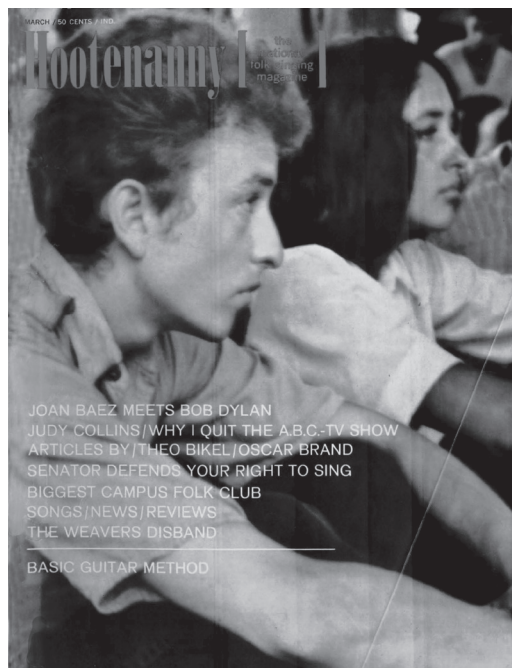 MARCH / 50 CENTS / IND.
Hootenanny
the
national
folksinging
magazine
JOAN BAEZ MEETS BOB DYLAN
JUDY COLLINS/WHY I QUIT THE A.B.C.-TV SHOW
ARTICLES BY/THEO BIKEL/OSCAR BRAND
SENATOR DEFENDS YOUR RIGHT TO SING
BIGGEST CAMPUS FOLK CLUB
SONGS/NEWS/REVIEWS
THE WEAVERS DISBAND
BASIC GUITAR METHOD